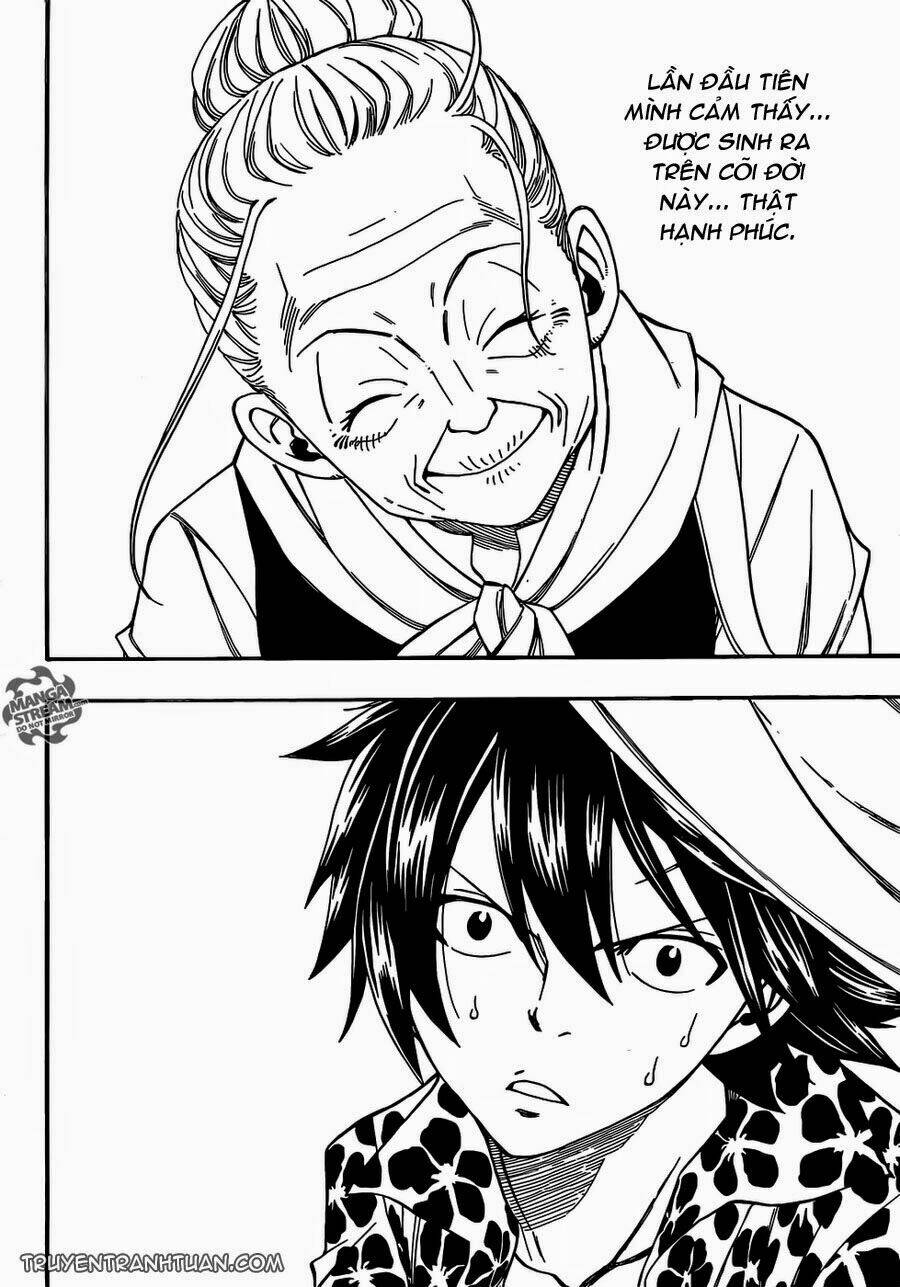 LẦN ĐẦU TIÊN
MÌNH CẢM THẤY...
ĐƯỢC SINH RA
TRÊN CÕI ĐỜI
NÀY... THẬT
HẠNH PHÚC.
MANGA
STREAM.com
DO NOT MIRROR
TRUYENTRANHTUAN.COM